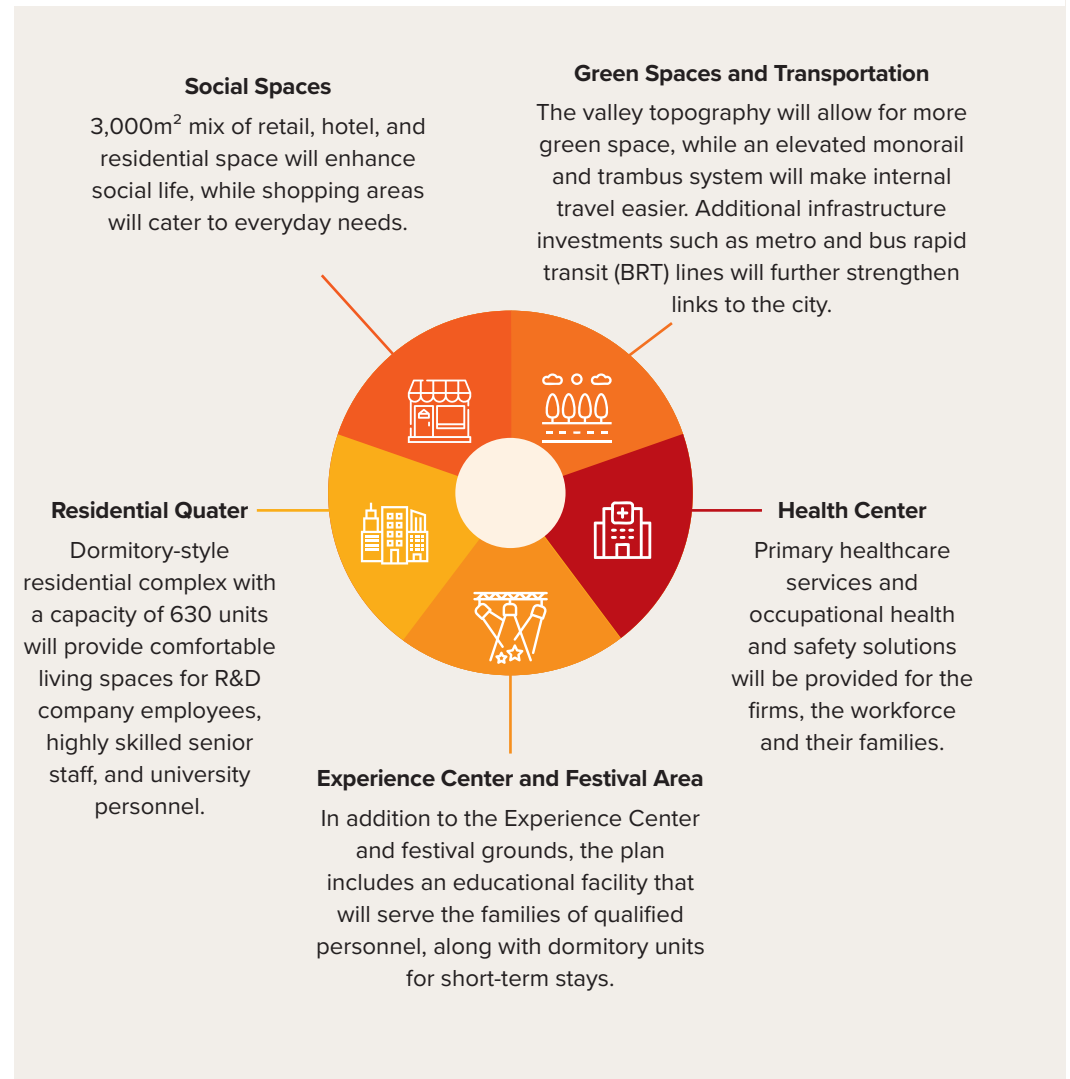 Social Spaces
3,000m² mix of retail, hotel, and
residential space will enhance
social life, while shopping areas
will cater to everyday needs.
Green Spaces and Transportation
The valley topography will allow for more
green space, while an elevated monorail
and trambus system will make internal
travel easier. Additional infrastructure
investments such as metro and bus rapid
transit (BRT) lines will further strengthen
links to the city.
Residential Quater
Dormitory-style
residential complex with
a capacity of 630 units
will provide comfortable
living spaces for R&D
company employees,
highly skilled senior
staff, and university
personnel.
Health Center
Primary healthcare
services and
occupational health
and safety solutions
will be provided for the
firms, the workforce
and their families.
Experience Center and Festival Area
In addition to the Experience Center
and festival grounds, the plan
includes an educational facility that
will serve the families of qualified
personnel, along with dormitory units
for short-term stays.